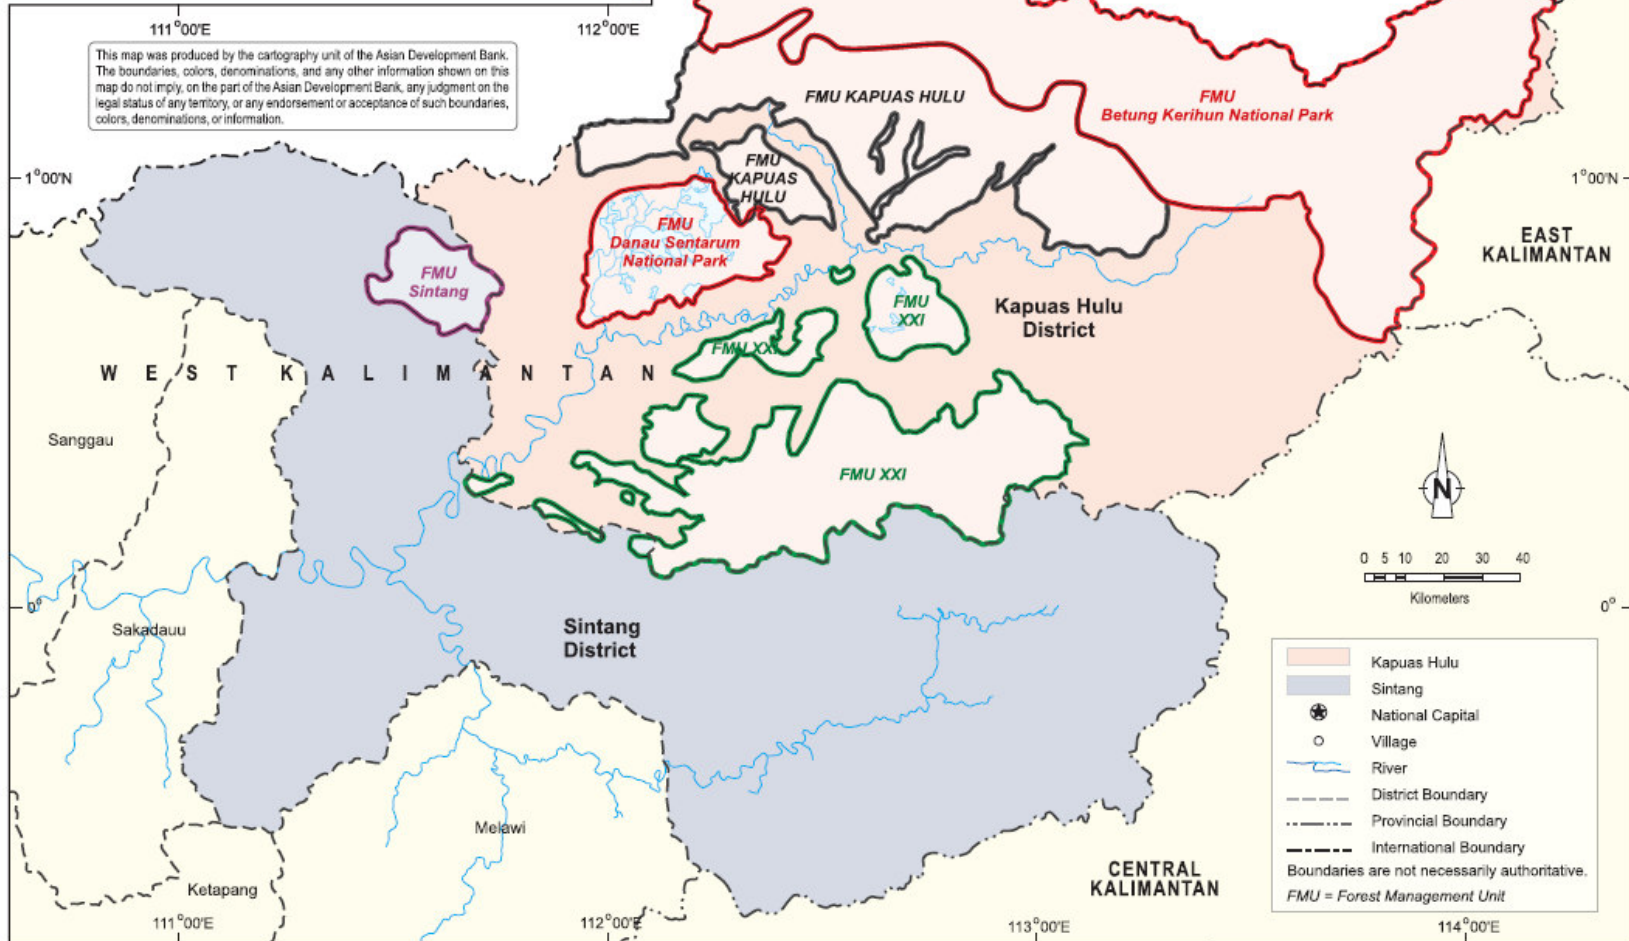 111°00'E
112°00'E
This map was produced by the cartography unit of the Asian Development Bank.
The boundaries, colors, denominations, and any other information shown on this
map do not imply, on the part of the Asian Development Bank, any judgment on the
legal status of any territory, or any endorsement or acceptance of such boundaries,
colors, denominations, or information.
FMU KAPUAS HULU
FMU
Betung Kerihun National Park
1°00'N
1°00'N
FMU
KAPUAS
HULU
FMU
Danau Sentarum
National Park
FMU
Sintang
EAST
KALIMANTAN
FMU
XXI
Kapuas Hulu
District
FMU XXI
WEST KALIMANTAN
Sanggau
FMU XXI
N
0 5 10 20 30 40
Kilometers
0°
0°
Sakadauu
Sintang
District
Kapuas Hulu
Sintang
National Capital
Village
River
District Boundary
Provincial Boundary
International Boundary
Boundaries are not necessarily authoritative.
FMU = Forest Management Unit
Melawi
Ketapang
CENTRAL
KALIMANTAN
111°00'E
112°00'E
113°00'E
114°00'E